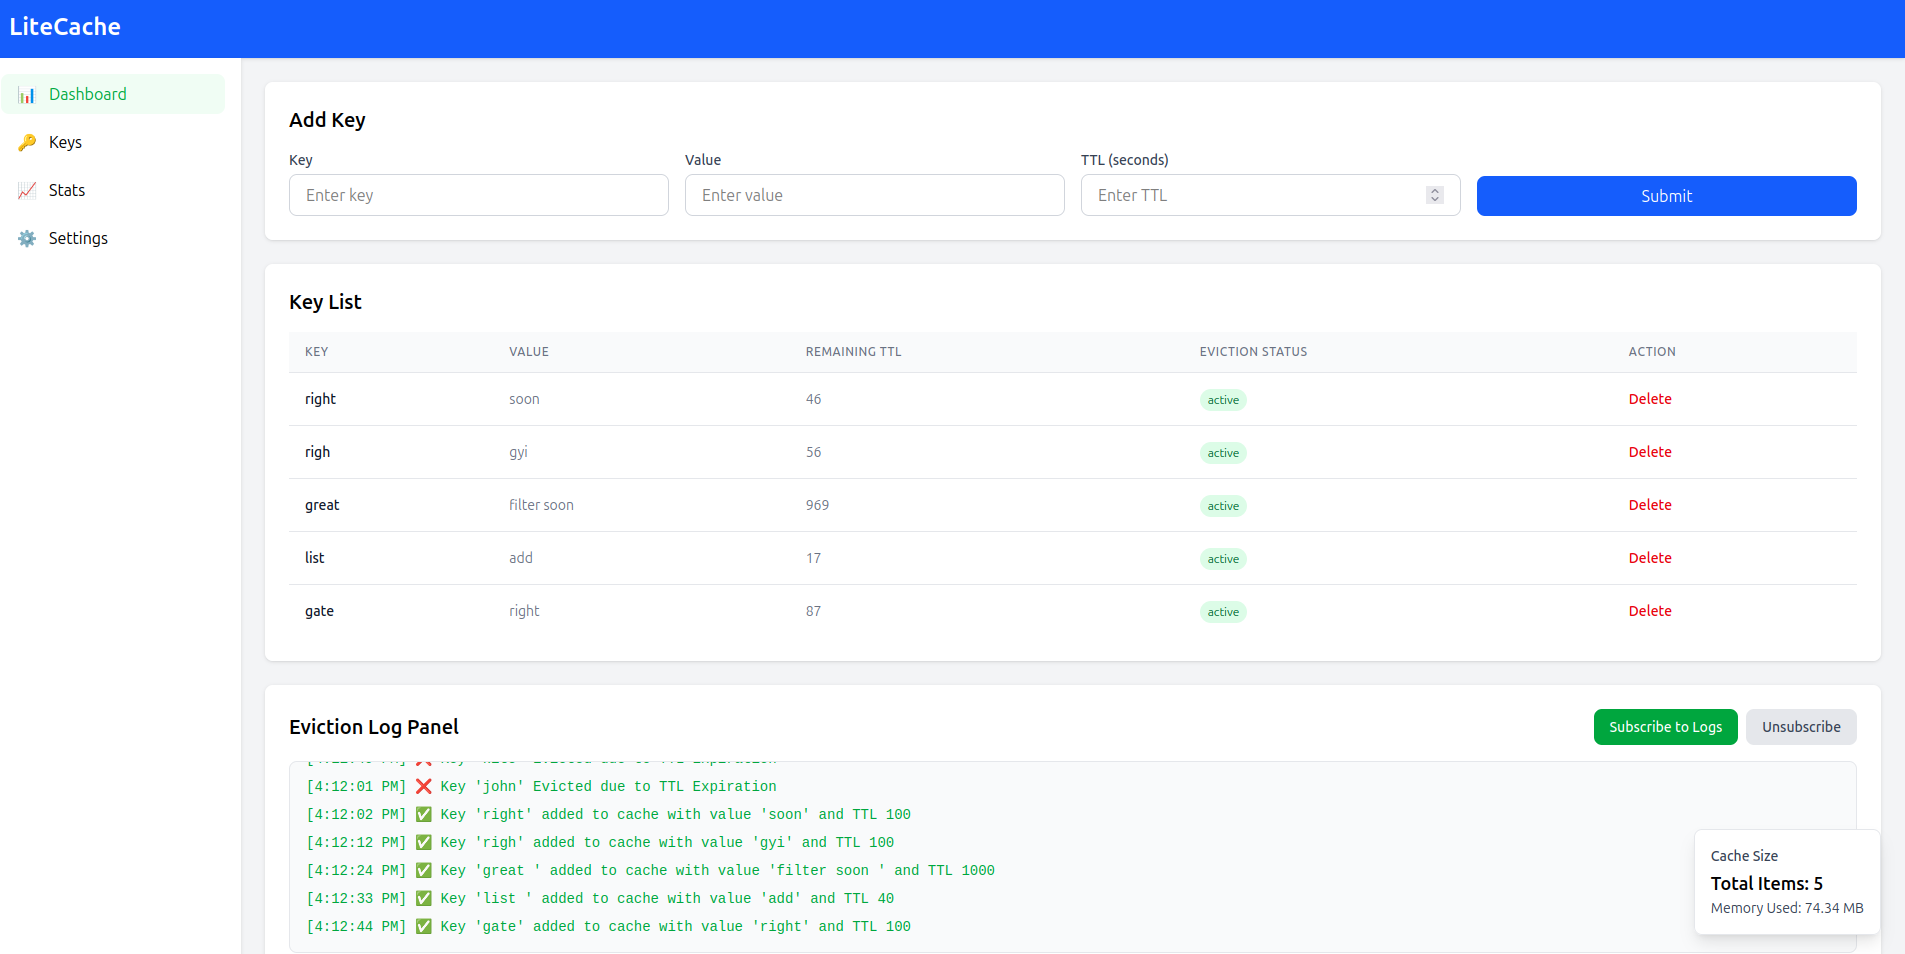 LiteCache
Dashboard
Keys
Stats
Settings
Add Key
Key Value TTL (seconds)
Enter key Enter value Enter TTL Submit
Key List
KEY VALUE REMAINING TTL EVICTION STATUS ACTION
right soon 46 active Delete
righ gyi 56 active Delete
great filter soon 969 active Delete
list add 17 active Delete
gate right 87 active Delete
Eviction Log Panel Subscribe to Logs Unsubscribe
[4:12:01 PM] ❌ Key 'john' Evicted due to TTL Expiration
[4:12:02 PM] ✅ Key 'right' added to cache with value 'soon' and TTL 100
[4:12:12 PM] ✅ Key 'righ' added to cache with value 'gyi' and TTL 100
[4:12:24 PM] ✅ Key 'great ' added to cache with value 'filter soon ' and TTL 1000
[4:12:33 PM] ✅ Key 'list ' added to cache with value 'add' and TTL 40
[4:12:44 PM] ✅ Key 'gate' added to cache with value 'right' and TTL 100
Cache Size
Total Items: 5
Memory Used: 74.34 MB